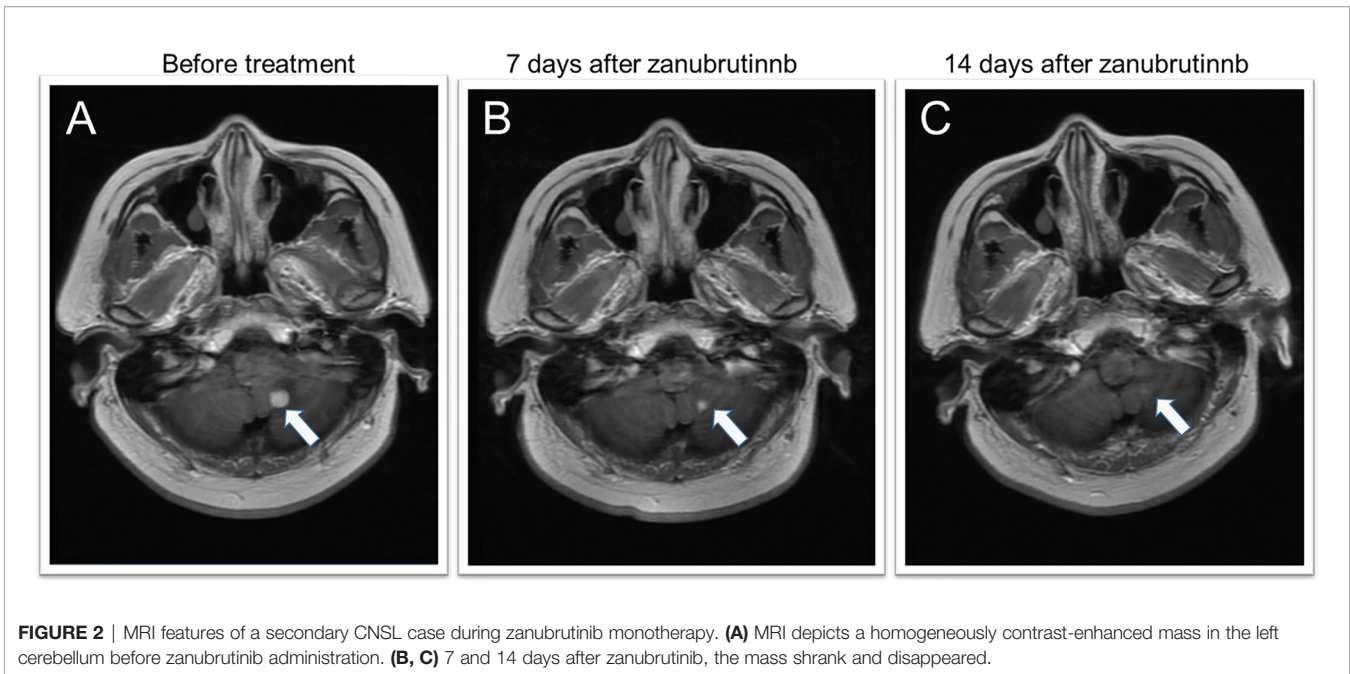 Before treatment
7 days after zanubrutinnb
14 days after zanubrutinnb
A
B
C
FIGURE 2 | MRI features of a secondary CNSL case during zanubrutinib monotherapy. (A) MRI depicts a homogeneously contrast-enhanced mass in the left
cerebellum before zanubrutinib administration. (B, C) 7 and 14 days after zanubrutinib, the mass shrank and disappeared.